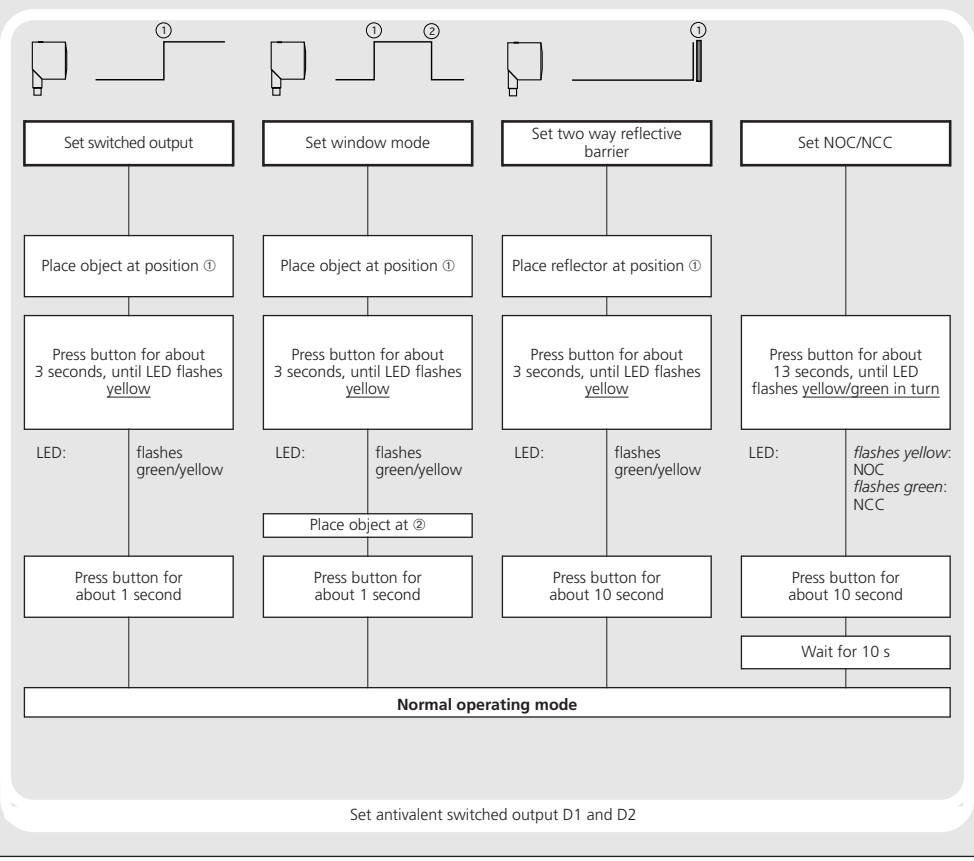 ① 
① ②
①
Set switched output
Set window mode
Set two way reflective
barrier
Set NOC/NCC
Place object at position ①
Place object at position ①
Place reflector at position ①
Press button for about
3 seconds, until LED flashes
yellow
Press button for about
3 seconds, until LED flashes
yellow
Press button for about
3 seconds, until LED flashes
yellow
Press button for about
13 seconds, until LED
flashes yellow/green in turn
LED: flashes
green/yellow
LED: flashes
green/yellow
LED: flashes
green/yellow
LED: flashes yellow:
NOC
flashes green:
NCC
Place object at ②
Press button for
about 1 second
Press button for
about 1 second
Press button for
about 10 second
Press button for
about 10 second
Wait for 10 s
Normal operating mode
Set antivalent switched output D1 and D2